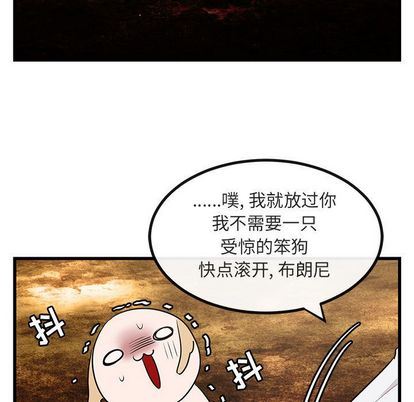 ......噗, 我就放过你
我不需要一只
受惊的笨狗
快点滚开, 布朗尼
抖
抖